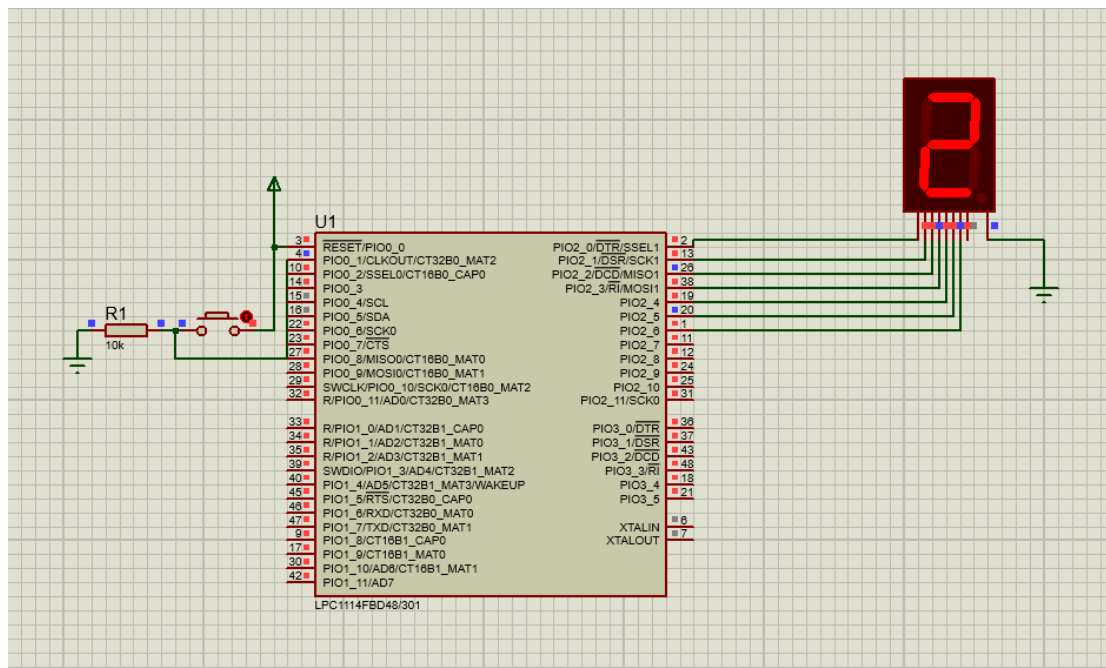 U1
3 RESET/PIO0_0
4 PIO0_1/CLKOUT/CT32B0_MAT2
10 PIO0_2/SSEL0/CT16B0_CAP0
14 PIO0_3
15 PIO0_4/SCL
16 PIO0_5/SDA
22 PIO0_6/SCK0
23 PIO0_7/CTS
27 PIO0_8/MISO0/CT16B0_MAT0
28 PIO0_9/MOSI0/CT16B0_MAT1
29 SWCLK/PIO0_10/SCK0/CT16B0_MAT2
32 R/PIO0_11/AD0/CT32B0_MAT3
33 R/PIO1_0/AD1/CT32B1_CAP0
34 R/PIO1_1/AD2/CT32B1_MAT0
35 R/PIO1_2/AD3/CT32B1_MAT1
39 SWDIO/PIO1_3/AD4/CT32B1_MAT2
40 PIO1_4/AD5/CT32B1_MAT3/WAKEUP
45 PIO1_5/RTS/CT32B0_CAP0
46 PIO1_6/RXD/CT32B0_MAT0
47 PIO1_7/TXD/CT32B0_MAT1
9 PIO1_8/CT16B1_CAP0
17 PIO1_9/CT16B1_MAT0
30 PIO1_10/AD6/CT16B1_MAT1
42 PIO1_11/AD7
PIO2_0/DTR/SSEL1 2
PIO2_1/DSR/SCK1 13
PIO2_2/DCD/MISO1 26
PIO2_3/RI/MOSI1 38
PIO2_4 19
PIO2_5 20
PIO2_6 1
PIO2_7 11
PIO2_8 12
PIO2_9 24
PIO2_10 25
PIO2_11/SCK0 31
PIO3_0/DTR 36
PIO3_1/DSR 37
PIO3_2/DCD 43
PIO3_3/RI 48
PIO3_4 18
PIO3_5 21
XTALIN 6
XTALOUT 7
LPC1114FBD48/301
R1
10k
2